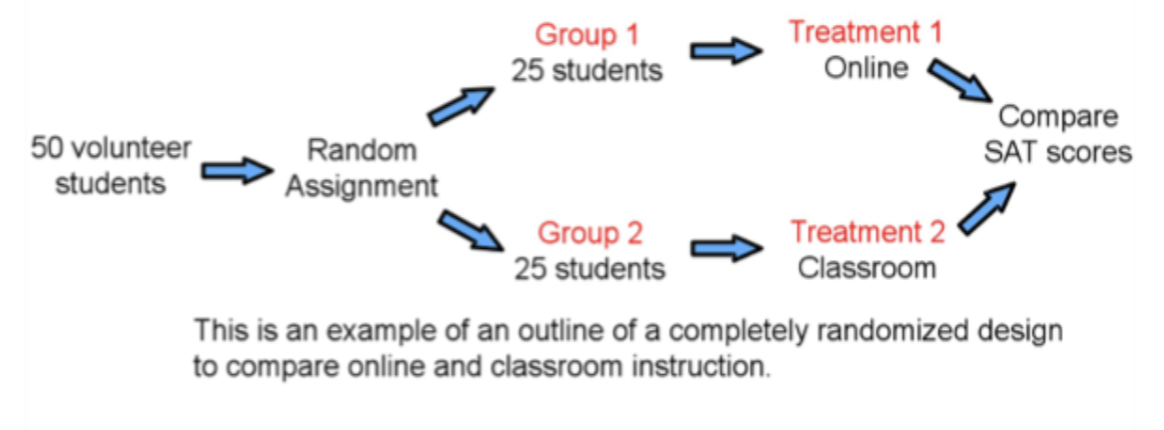 50 volunteer
students
Random
Assignment
Group 1
25 students
Treatment 1
Online
Group 2
25 students
Treatment 2
Classroom
Compare
SAT scores
This is an example of an outline of a completely randomized design
to compare online and classroom instruction.